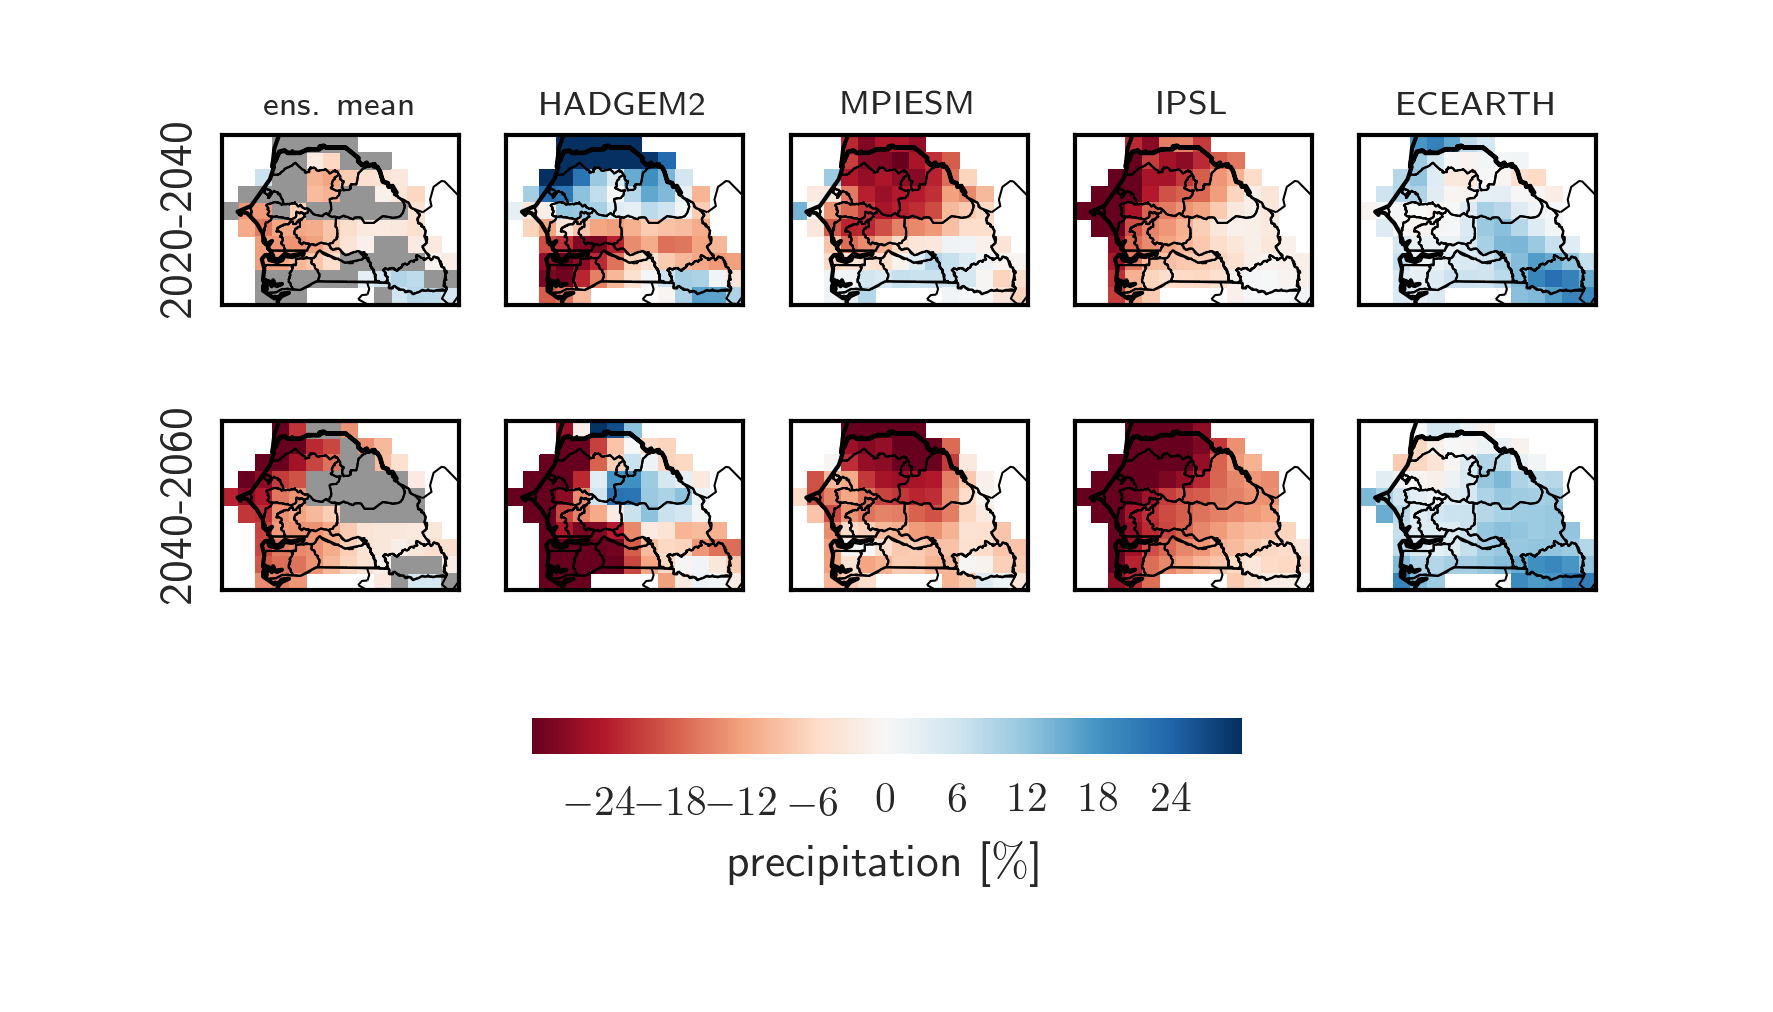 ens. mean HADGEM2 MPIESM IPSL ECEARTH
2020-2040
2040-2060
−24 −18 −12 −6 0 6 12 18 24
precipitation [%]